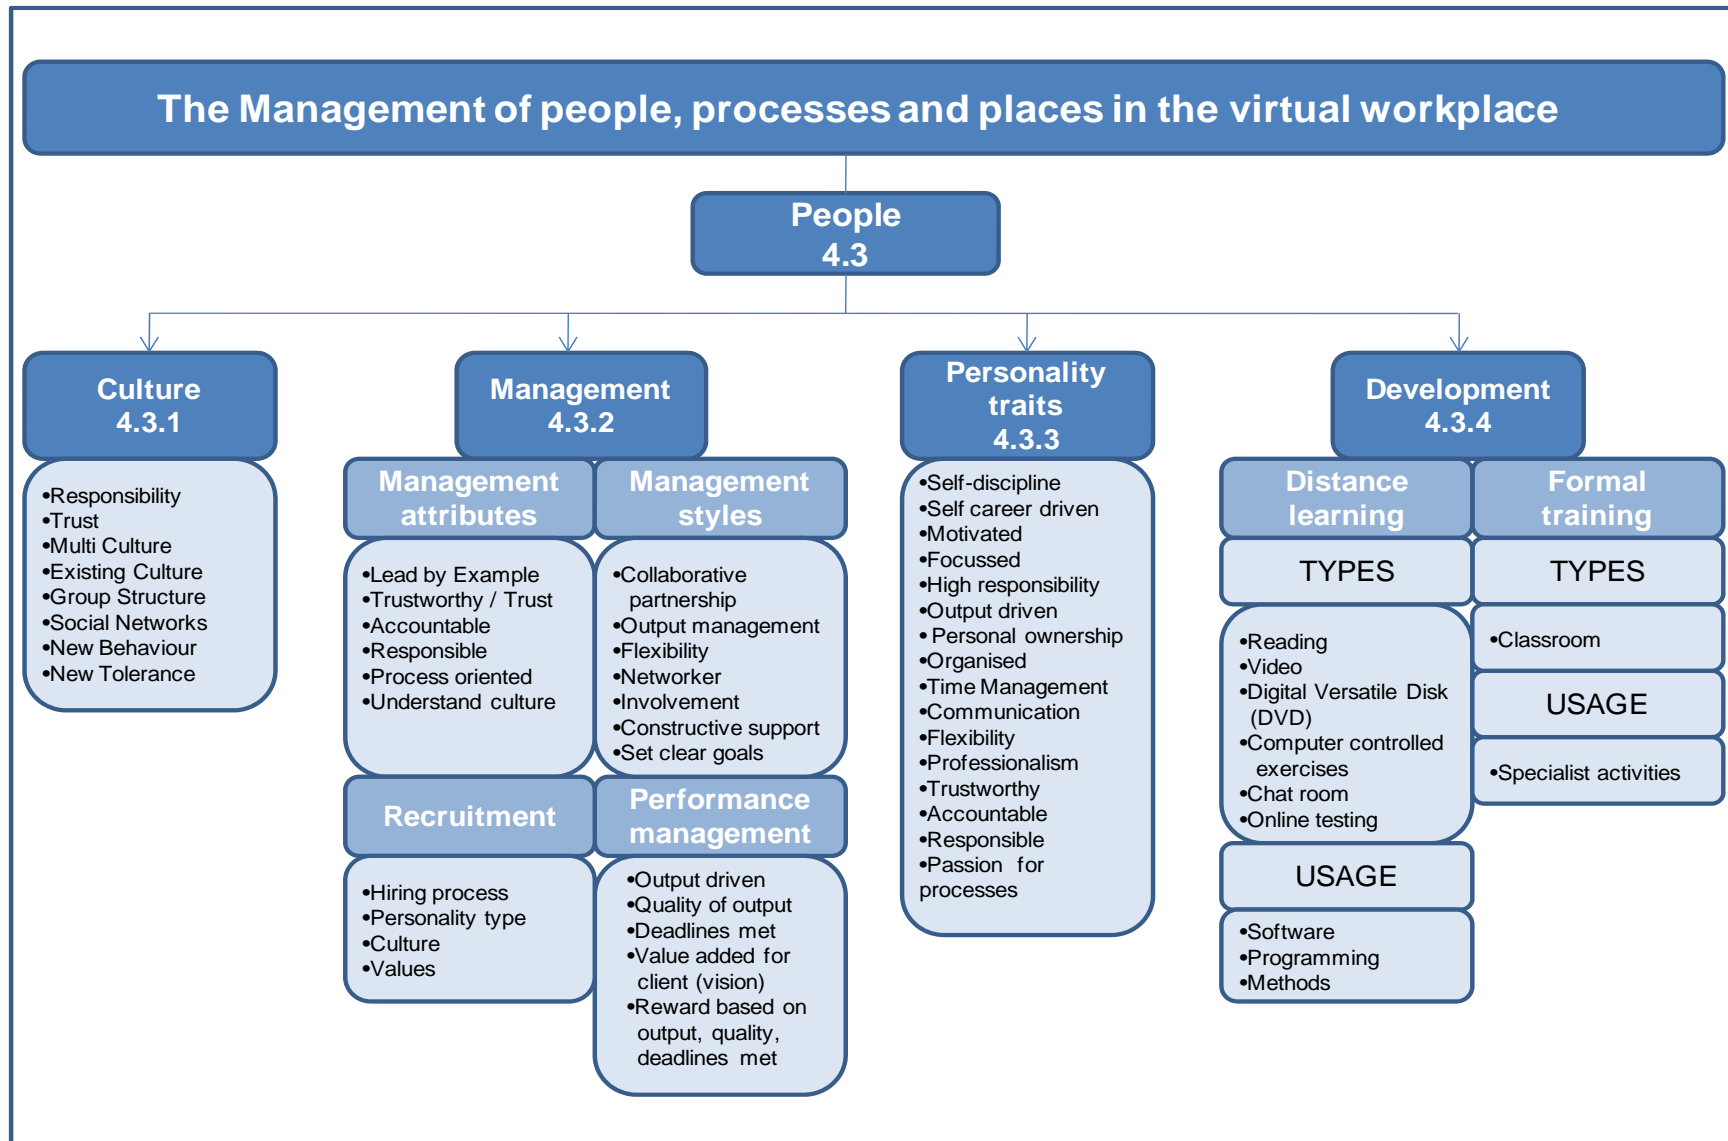 The Management of people, processes and places in the virtual workplace
People
4.3
Culture
4.3.1
•Responsibility
•Trust
•Multi Culture
•Existing Culture
•Group Structure
•Social Networks
•New Behaviour
•New Tolerance
Management
4.3.2
Management
attributes
•Lead by Example
•Trustworthy / Trust
•Accountable
•Responsible
•Process oriented
•Understand culture
Management
styles
•Collaborative
partnership
•Output management
•Flexibility
•Networker
•Involvement
•Constructive support
•Set clear goals
Recruitment
•Hiring process
•Personality type
•Culture
•Values
Performance
management
•Output driven
•Quality of output
•Deadlines met
•Value added for
client (vision)
•Reward based on
output, quality,
deadlines met
Personality
traits
4.3.3
•Self-discipline
•Self career driven
•Motivated
•Focussed
•High responsibility
•Output driven
•Personal ownership
•Organised
•Time Management
•Communication
•Flexibility
•Professionalism
•Trustworthy
•Accountable
•Responsible
•Passion for
processes
Development
4.3.4
Distance
learning
TYPES
•Reading
•Video
•Digital Versatile Disk
(DVD)
•Computer controlled
exercises
•Chat room
•Online testing
USAGE
•Software
•Programming
•Methods
Formal
training
TYPES
•Classroom
USAGE
•Specialist activities